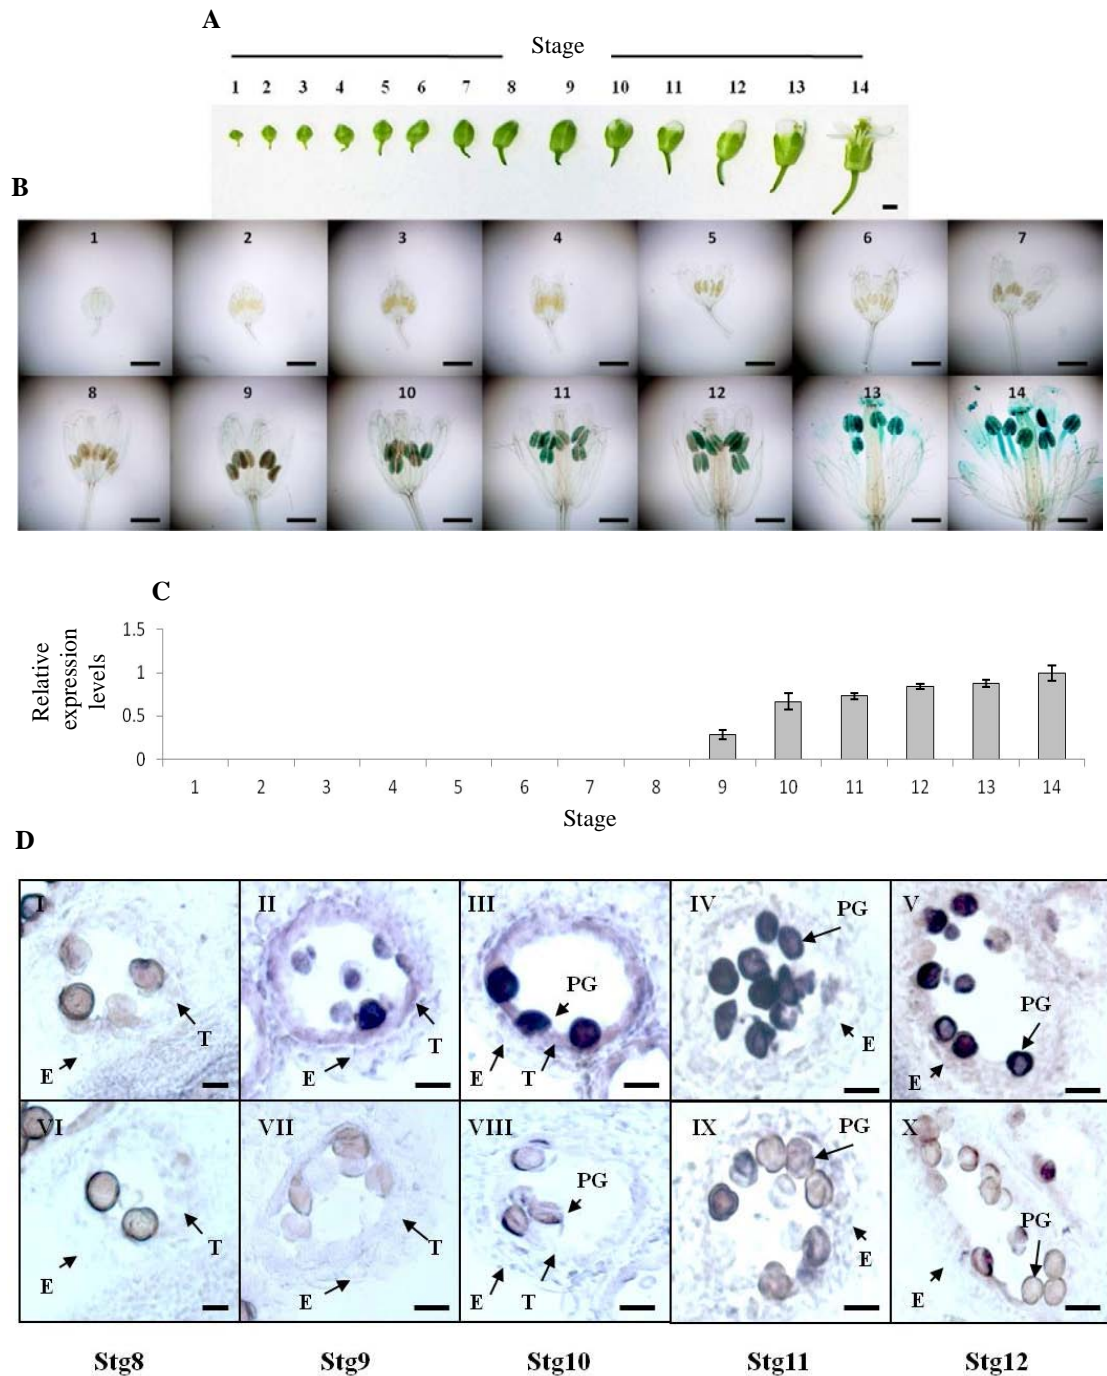 A
Stage
1 2 3 4 5 6 7 8 9 10 11 12 13 14
B
1 2 3 4 5 6 7
8 9 10 11 12 13 14
C
Relative
expression
levels
1.5
1
0.5
0
1 2 3 4 5 6 7 8 9 10 11 12 13 14
Stage
D
I T E
II T E
III PG E T
IV PG E
V PG E
VI T E
VII T E
VIII PG E T
IX PG E
X PG E
Stg8 Stg9 Stg10 Stg11 Stg12